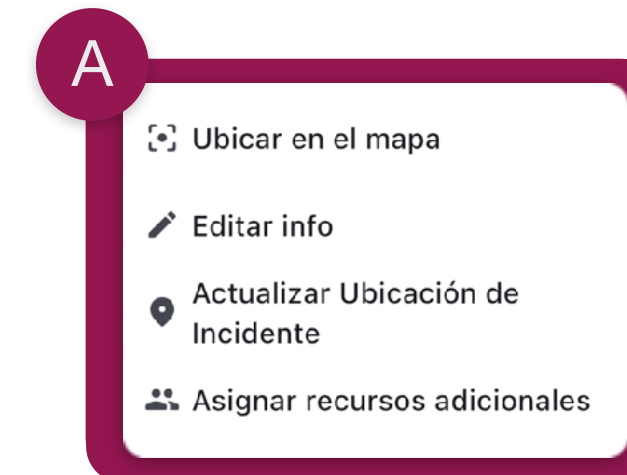 A
Ubicar en el mapa
Editar info
Actualizar Ubicación de
Incidente
Asignar recursos adicionales